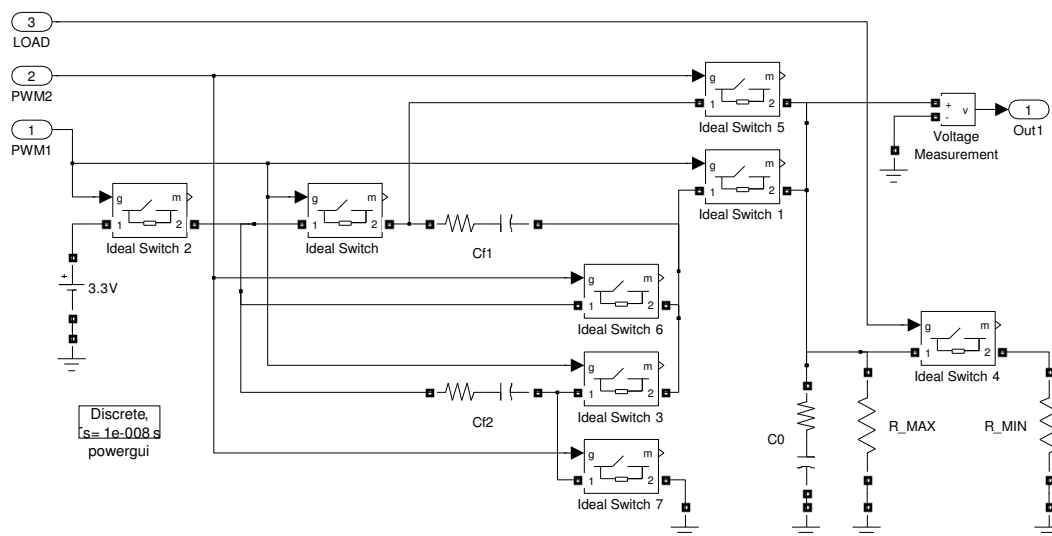 3
LOAD
2
PWM2
1
PWM1
g m
1 2
Ideal Switch 5
+
-
v
Voltage
Measurement
1
Out1
g m
1 2
Ideal Switch 1
g m
1 2
Ideal Switch 2
g m
1 2
Ideal Switch
Cf1
+
3.3V
g m
1 2
Ideal Switch 6
g m
1 2
Ideal Switch 4
g m
1 2
Ideal Switch 3
Cf2
Discrete,
s= 1e-008 s
powergui
C0
R_MAX
R_MIN
g m
1 2
Ideal Switch 7